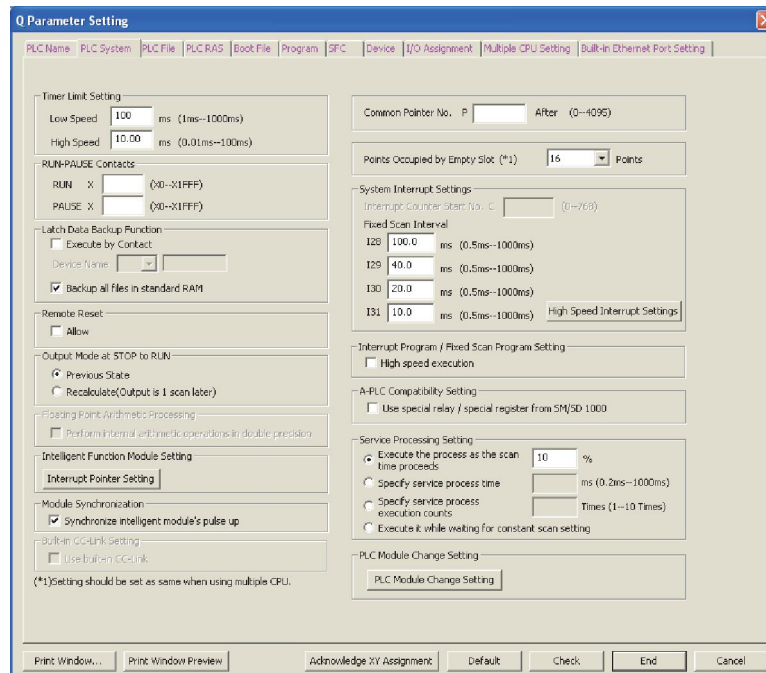 Q Parameter Setting
PLC Name PLC System PLC File PLC RAS Boot File Program SFC Device I/O Assignment Multiple CPU Setting Built-in Ethernet Port Setting
Timer Limit Setting
Low Speed 100 ms (1ms--1000ms)
High Speed 10.00 ms (0.01ms--100ms)
RUN-PAUSE Contacts
RUN X (X0--X1FFF)
PAUSE X (X0--X1FFF)
Latch Data Backup Function
Execute by Contact
Device Name
Backup all files in standard RAM
Remote Reset
Allow
Output Mode at STOP to RUN
Previous State
Recalculate(Output is 1 scan later)
Floating Point Arithmetic Processing
Perform internal arithmetic operations in double precision
Intelligent Function Module Setting
Interrupt Pointer Setting
Module Synchronization
Synchronize intelligent module's pulse up
Built-in CC-Link Setting
Use built-in CC-Link
(*1)Setting should be set as same when using multiple CPU.
Common Pointer No. P After (0--4095)
Points Occupied by Empty Slot (*1) 16 Points
System Interrupt Settings
Interrupt Counter Start No. C (0--768)
Fixed Scan Interval
I28 100.0 ms (0.5ms--1000ms)
I29 40.0 ms (0.5ms--1000ms)
I30 20.0 ms (0.5ms--1000ms)
I31 10.0 ms (0.5ms--1000ms) High Speed Interrupt Settings
Interrupt Program / Fixed Scan Program Setting
High speed execution
A-PLC Compatibility Setting
Use special relay / special register from SM/SD 1000
Service Processing Setting
Execute the process as the scan time proceeds 10 %
Specify service process time ms (0.2ms--1000ms)
Specify service process execution counts Times (1--10 Times)
Execute it while waiting for constant scan setting
PLC Module Change Setting
PLC Module Change Setting
Print Window... Print Window Preview Acknowledge XY Assignment Default Check End Cancel